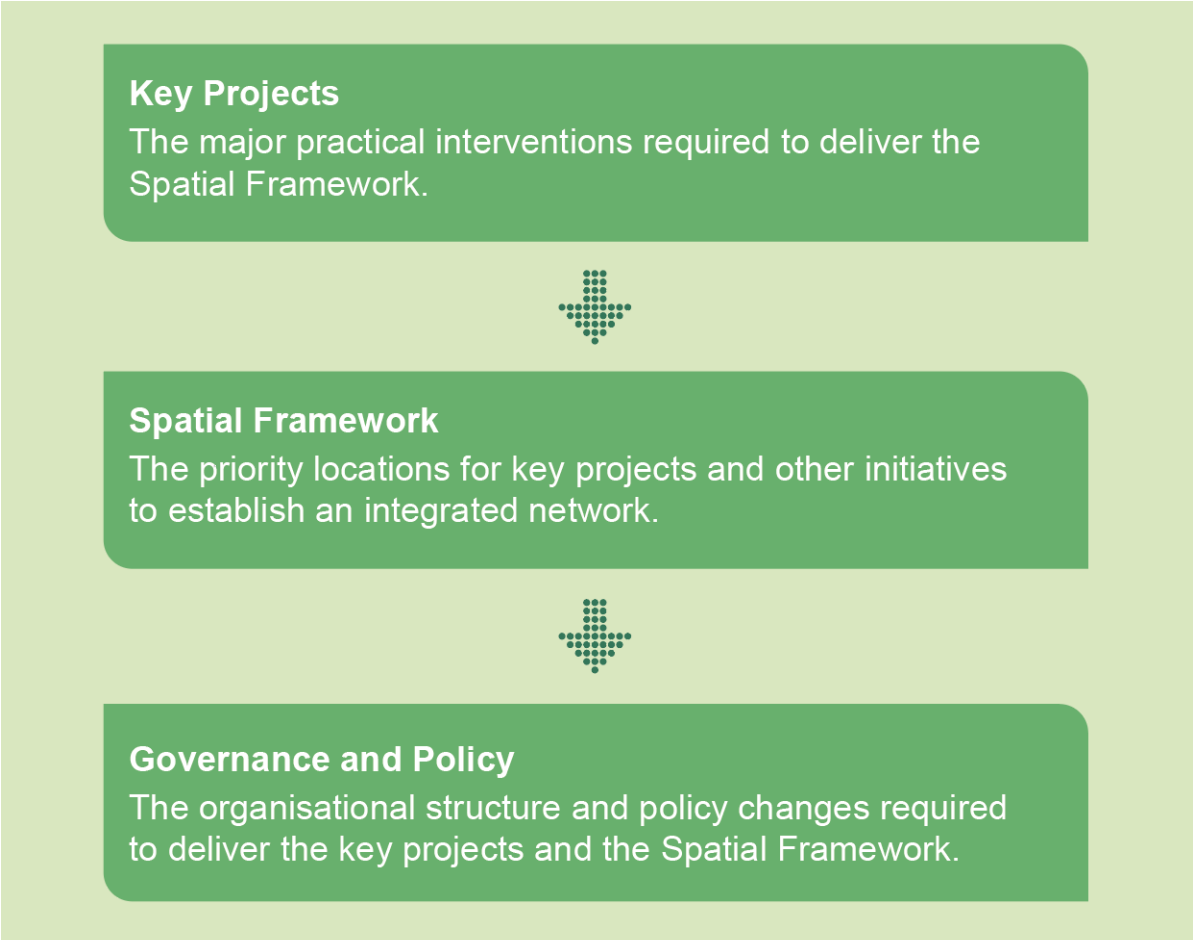 Key Projects
The major practical interventions required to deliver the
Spatial Framework.
Spatial Framework
The priority locations for key projects and other initiatives
to establish an integrated network.
Governance and Policy
The organisational structure and policy changes required
to deliver the key projects and the Spatial Framework.